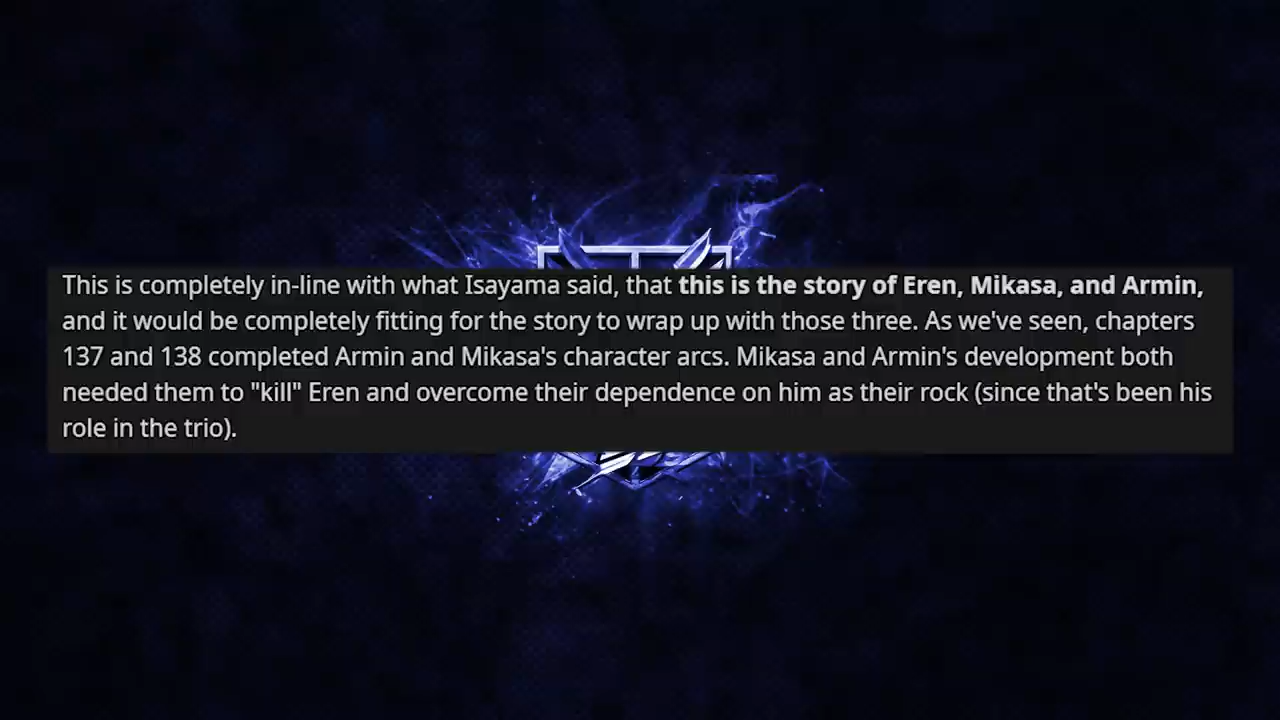 This is completely in-line with what Isayama said, that this is the story of Eren, Mikasa, and Armin,
and it would be completely fitting for the story to wrap up with those three. As we've seen, chapters
137 and 138 completed Armin and Mikasa's character arcs. Mikasa and Armin's development both
needed them to "kill" Eren and overcome their dependence on him as their rock (since that's been his
role in the trio).